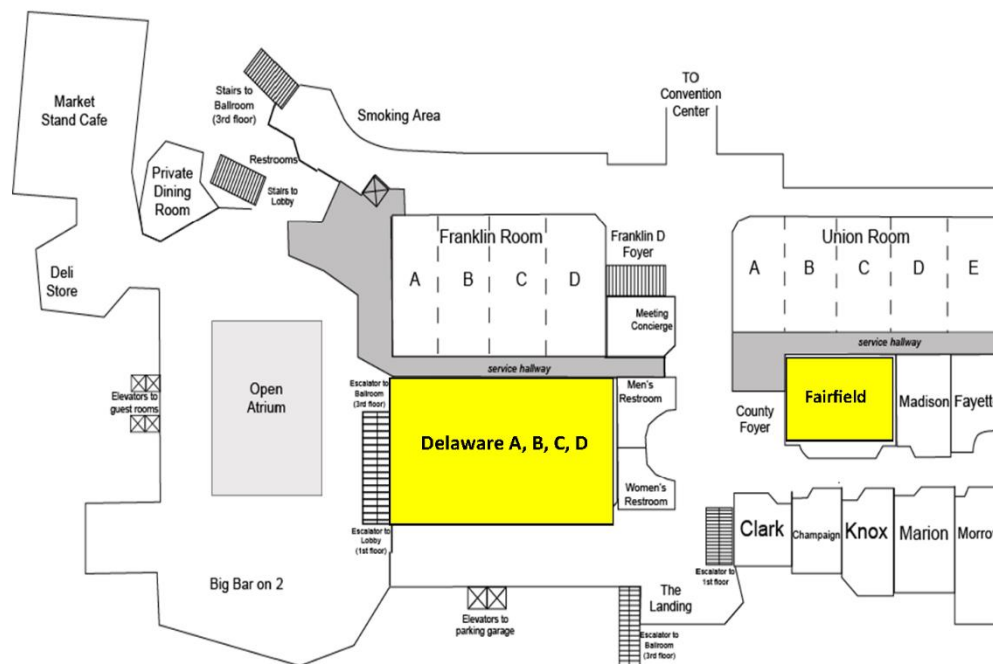 Market
Stand Cafe
Stairs to
Ballroom
(3rd floor)
Smoking Area
TO
Convention
Center
Restrooms
Private
Dining
Room
Stairs to
Lobby
Deli
Store
Franklin Room
A
B
C
D
Franklin D
Foyer
Meeting
Concierge
Union Room
A
B
C
D
E
service hallway
service hallway
Elevators to
guest rooms
Open
Atrium
Escalator to
Ballroom
(3rd floor)
Delaware A, B, C, D
Men's
Restroom
Women's
Restroom
County
Foyer
Fairfield
Madison
Fayett
Escalator to
Lobby
(1st floor)
Big Bar on 2
Elevators to
parking garage
The
Landing
Escalator to
Ballroom
(3rd floor)
Escalator to
1st floor
Clark
Champaign
Knox
Marion
Morrow